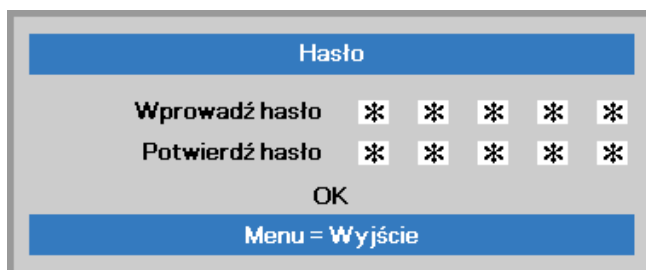 Hasło
Wprowadź hasło * * * * *
Potwierdź hasło * * * * *
OK
Menu = Wyjście